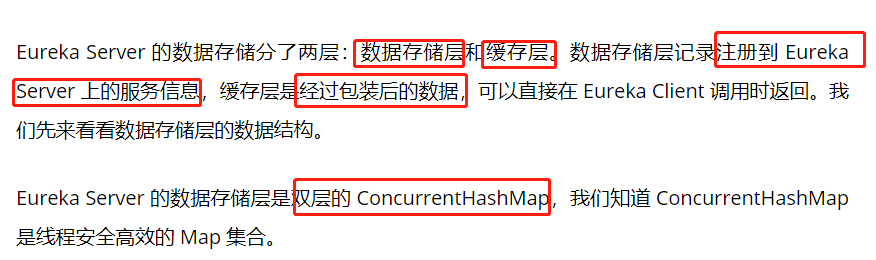 Eureka Server 的数据存储分了两层：数据存储层和缓存层。数据存储层记录注册到 Eureka
Server 上的服务信息，缓存层是经过包装后的数据，可以直接在 Eureka Client 调用时返回。我
们先来看看数据存储层的数据结构。
Eureka Server 的数据存储层是双层的 ConcurrentHashMap，我们知道 ConcurrentHashMap
是线程安全高效的 Map 集合。